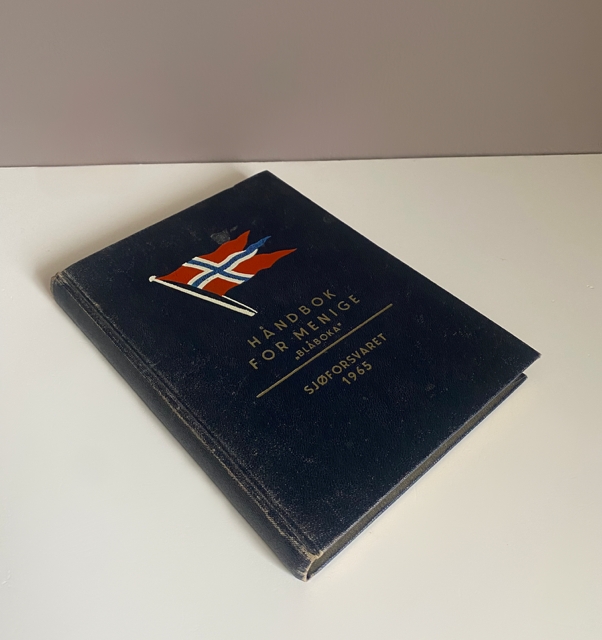 HÅNDBOK
FOR MENIGE
"BLÅBOKA"
SJØFORSVARET
1965